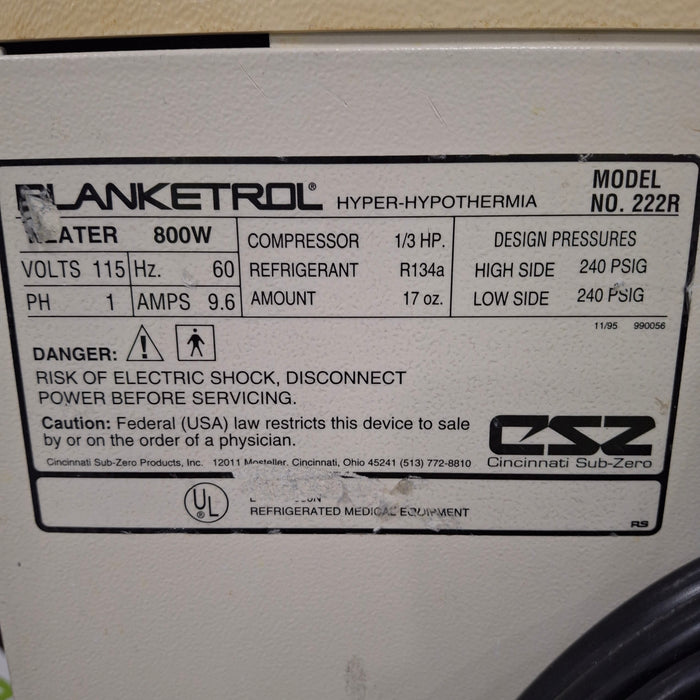 BLANKETROL® HYPER-HYPOTHERMIA
MODEL
NO. 222R
HEATER 800W
VOLTS 115 Hz. 60
PH 1 AMPS 9.6
COMPRESSOR 1/3 HP.
REFRIGERANT R134a
AMOUNT 17 oz.
DESIGN PRESSURES
HIGH SIDE 240 PSIG
LOW SIDE 240 PSIG
11/95 990056
DANGER:
RISK OF ELECTRIC SHOCK, DISCONNECT
POWER BEFORE SERVICING.
Caution: Federal (USA) law restricts this device to sale
by or on the order of a physician.
CSZ
Cincinnati Sub-Zero
Cincinnati Sub-Zero Products, Inc. 12011 Mosteller, Cincinnati, Ohio 45241 (513) 772-8810
UL®
REFRIGERATED MEDICAL EQUIPMENT
RS